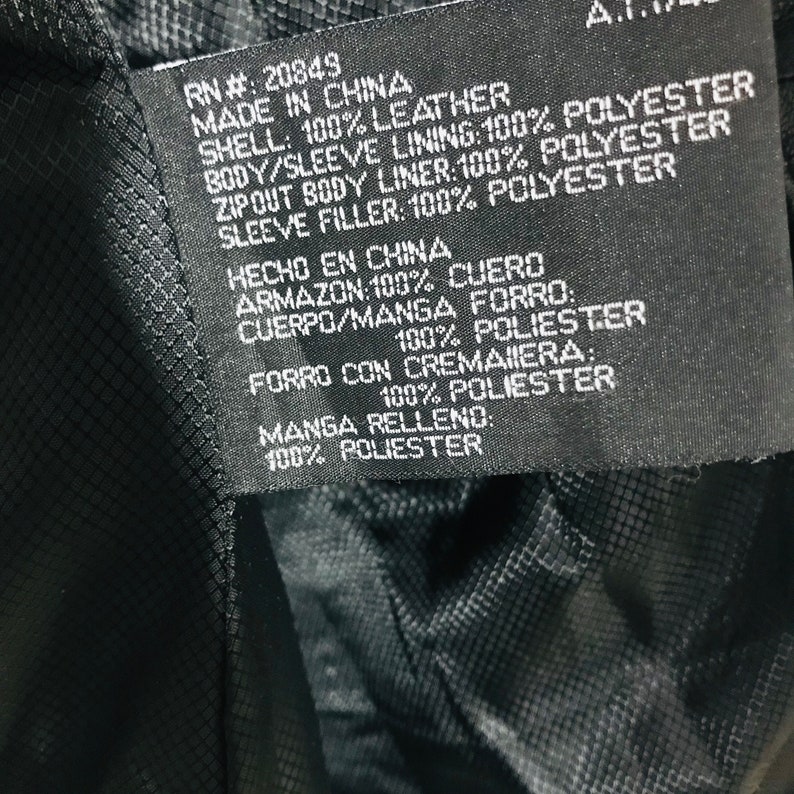 RN#: 20849
MADE IN CHINA
SHELL: 100% LEATHER
BODY/SLEEVE LINING:100% POLYESTER
ZIP OUT BODY LINER:100% POLYESTER
SLEEVE FILLER:100% POLYESTER
HECHO EN CHINA
ARMAZON:100% CUERO
CUERPO/MANGA FORRO:
100% POLIESTER
FORRO CON CREMAllERA:
100% POLIESTER
MANGA RELLENO:
100% POLIESTER